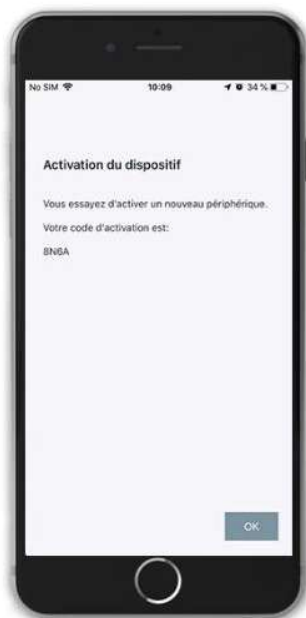 No SIM 10:09 34 %
Activation du dispositif
Vous essayez d'activer un nouveau périphérique.
Votre code d'activation est:
8N6A
OK